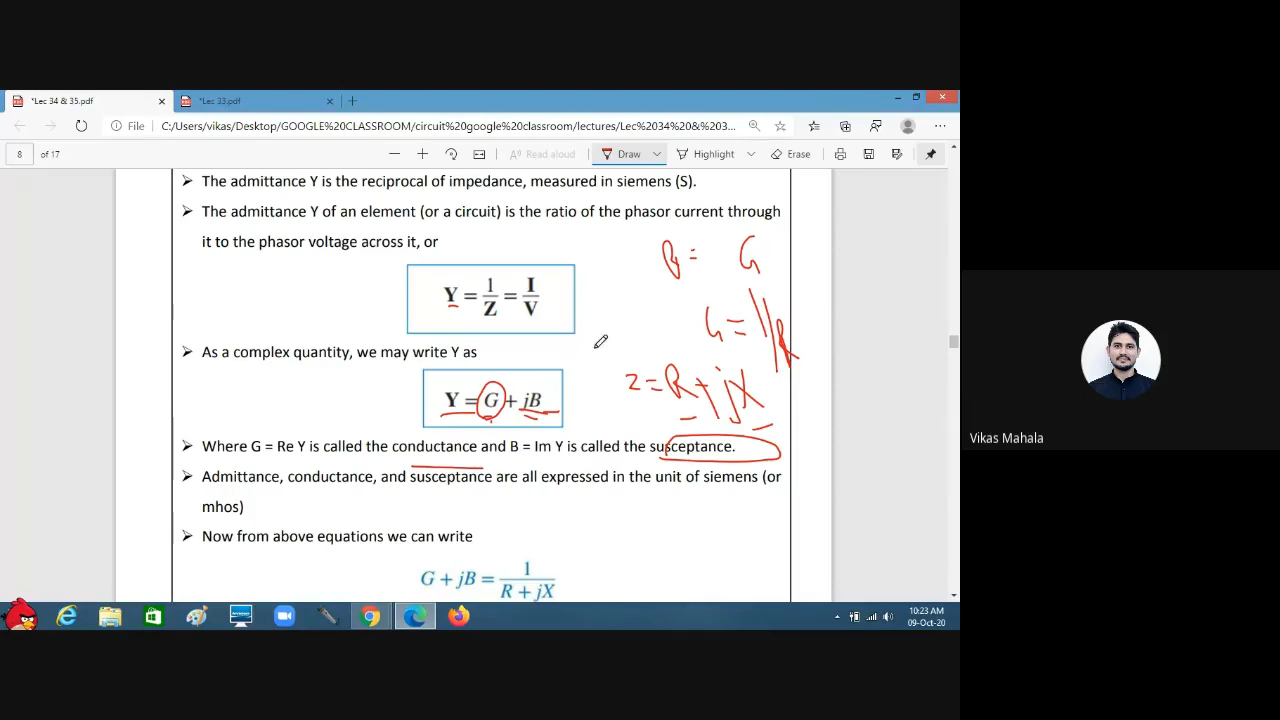 *Lec 34 & 35.pdf
*Lec 33.pdf
File
C:/Users/vikas/Desktop/GOOGLE%20CLASSROOM/circuit%20google%20classroom/lectures/Lec%2034%20&%203...
8 of 17
Read aloud
Draw
Highlight
Erase
The admittance Y is the reciprocal of impedance, measured in siemens (S).
The admittance Y of an element (or a circuit) is the ratio of the phasor current through
it to the phasor voltage across it, or
Y = 1/Z = I/V
G
G = 1/R
As a complex quantity, we may write Y as
Z = R + jX
Y = G + jB
Where G = Re Y is called the conductance and B = Im Y is called the susceptance.
Admittance, conductance, and susceptance are all expressed in the unit of siemens (or
mhos)
Now from above equations we can write
G + jB = 1/(R + jX)
10:23 AM
09-Oct-20
Vikas Mahala